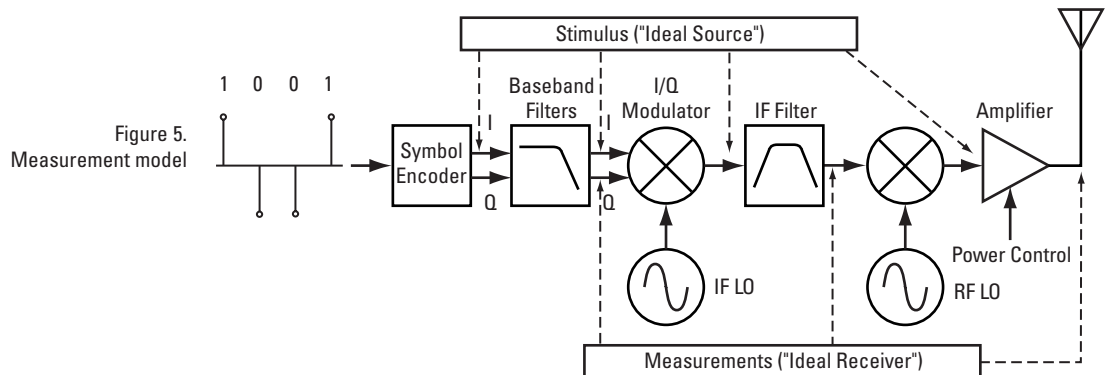 Stimulus ("Ideal Source")
1 0 0 1
Baseband
Filters
I/Q
Modulator
IF Filter
Amplifier
Figure 5.
Measurement model
I
I
Symbol
Encoder
Q
Q
Power Control
IF LO
RF LO
Measurements ("Ideal Receiver")